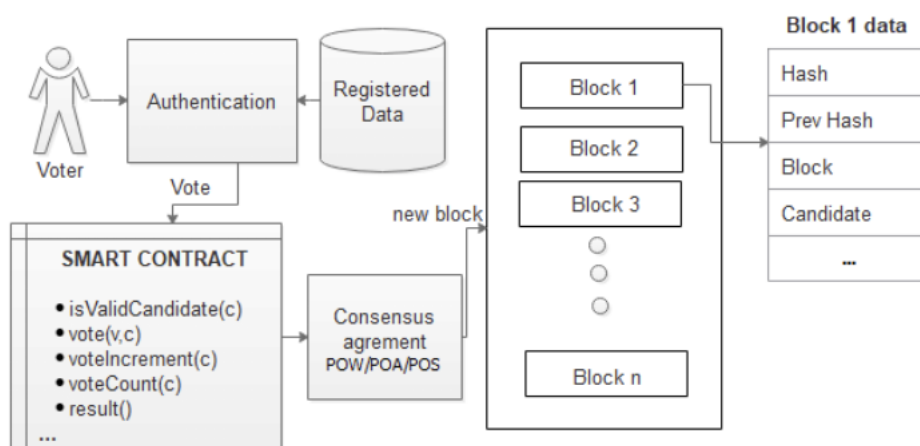 Voter
Authentication
Registered
Data
Vote
SMART CONTRACT
• isValidCandidate(c)
• vote(v,c)
• voteIncrement(c)
• voteCount(c)
• result()
...
Consensus
agrement
POW/POA/POS
new block
Block 1
Block 2
Block 3
Block n
Block 1 data
Hash
Prev Hash
Block
Candidate
...